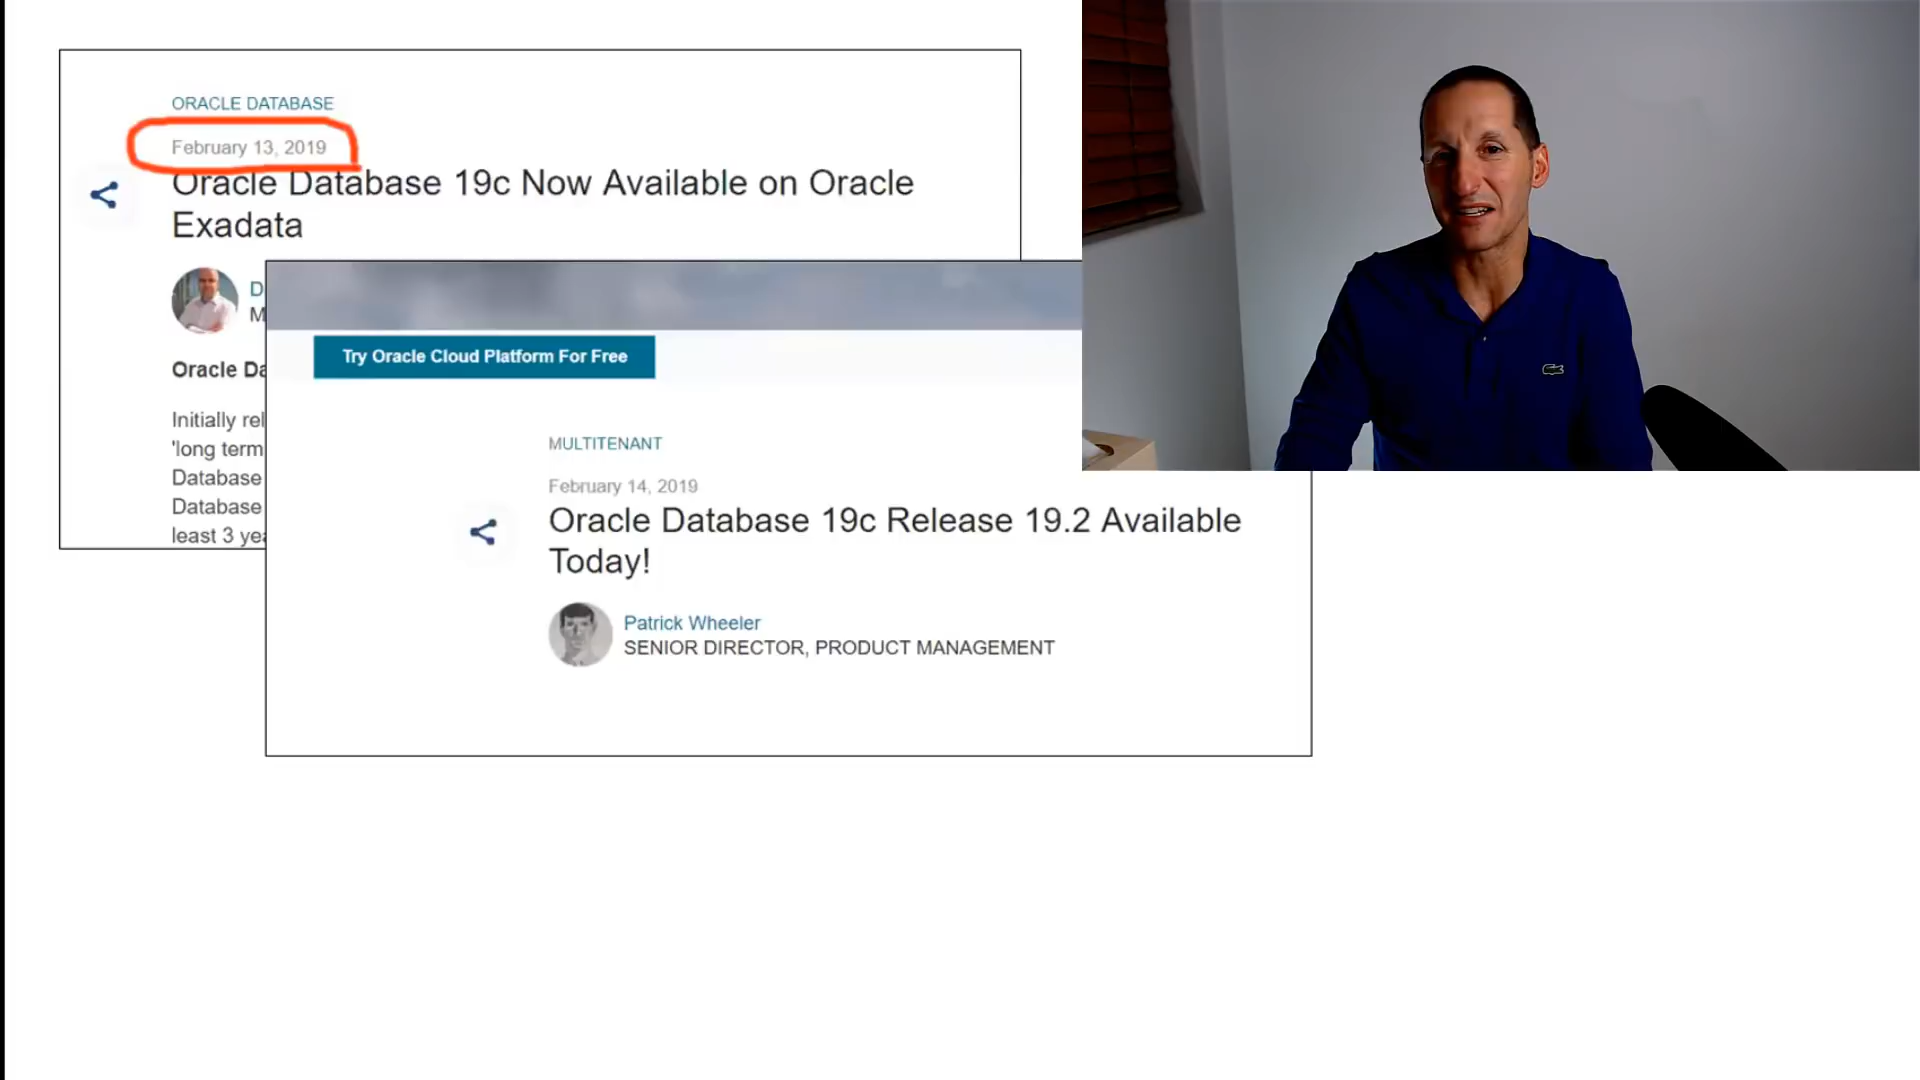 ORACLE DATABASE
February 13, 2019
Oracle Database 19c Now Available on Oracle
Exadata
D
M
Oracle Da
Initially rel
'long term
Database
Database
least 3 yea
Try Oracle Cloud Platform For Free
MULTITENANT
February 14, 2019
Oracle Database 19c Release 19.2 Available
Today!
Patrick Wheeler
SENIOR DIRECTOR, PRODUCT MANAGEMENT